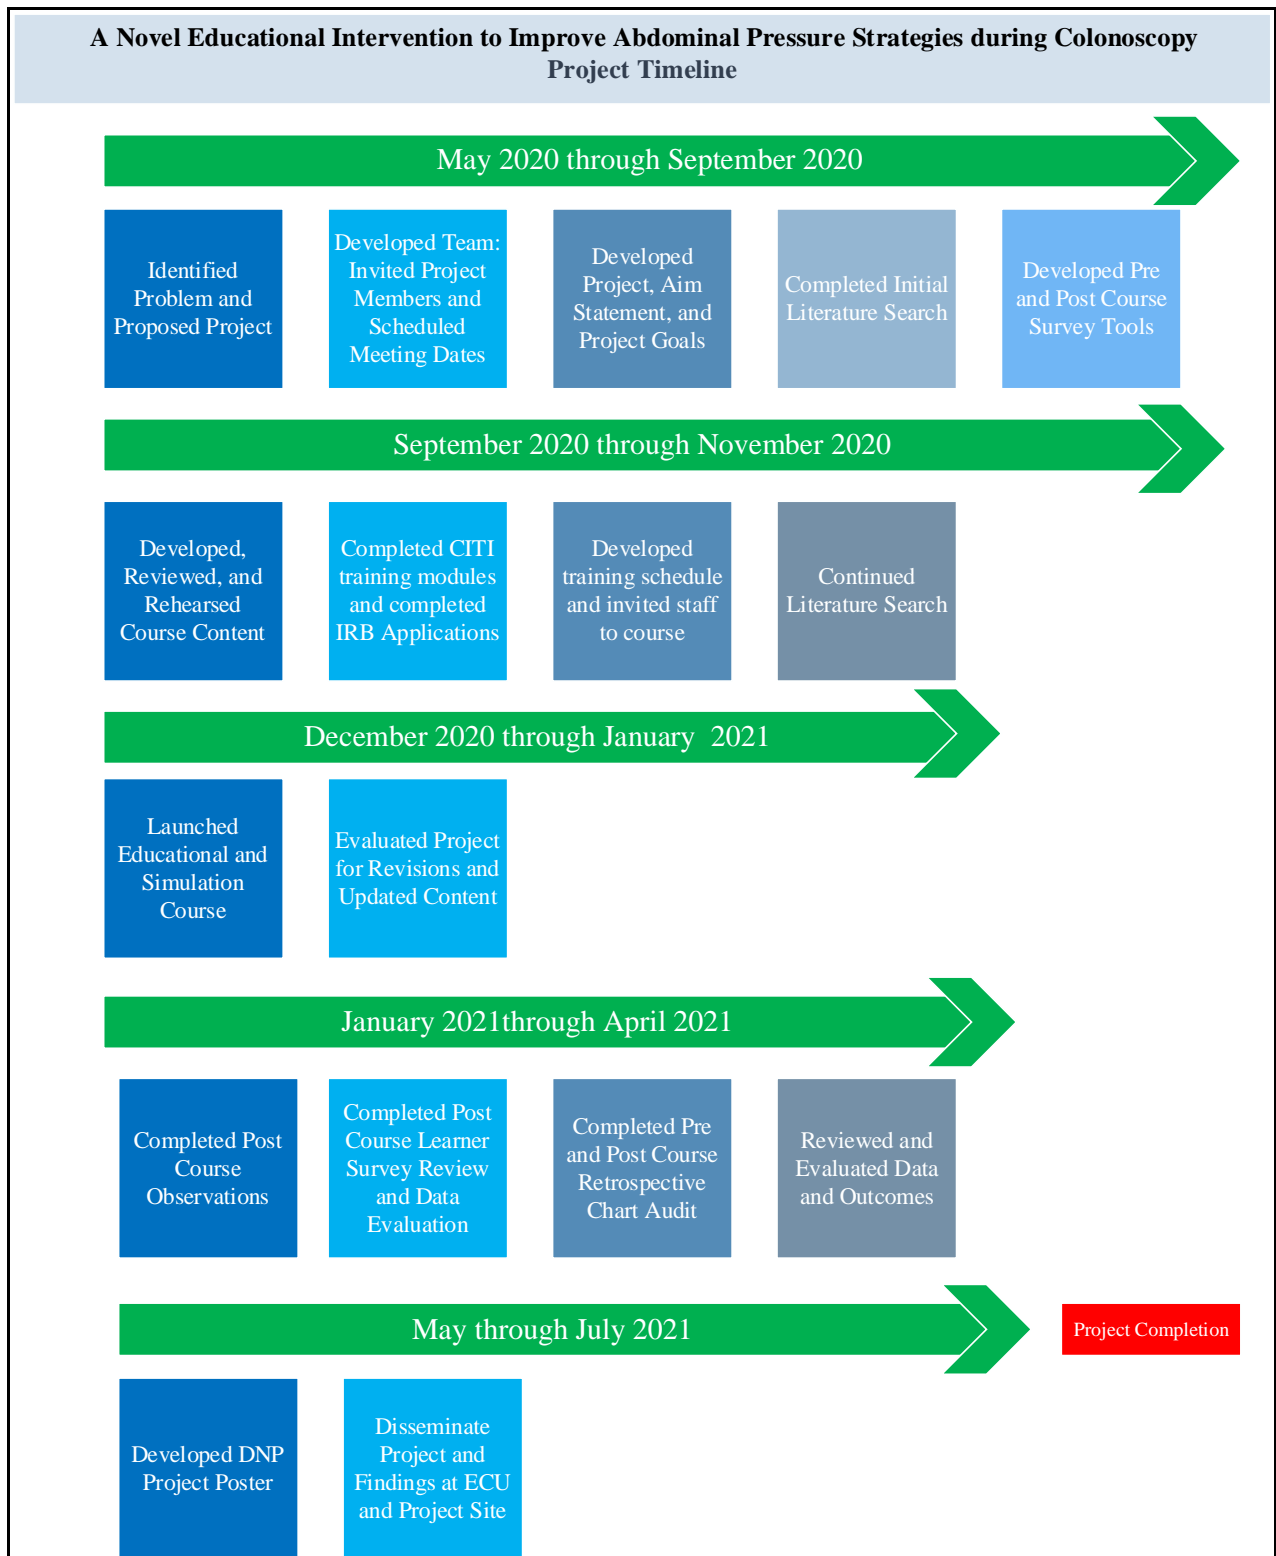 A Novel Educational Intervention to Improve Abdominal Pressure Strategies during Colonoscopy
Project Timeline
May 2020 through September 2020
Identified
Problem and
Proposed Project
Developed Team:
Invited Project
Members and
Scheduled
Meeting Dates
Developed
Project, Aim
Statement, and
Project Goals
Completed Initial
Literature Search
Developed Pre
and Post Course
Survey Tools
September 2020 through November 2020
Developed,
Reviewed, and
Rehearsed
Course Content
Completed CITI
training modules
and completed
IRB Applications
Developed
training schedule
and invited staff
to course
Continued
Literature Search
December 2020 through January  2021
Launched
Educational and
Simulation
Course
Evaluated Project
for Revisions and
Updated Content
January 2021through April 2021
Completed Post
Course
Observations
Completed Post
Course Learner
Survey Review
and Data
Evaluation
Completed Pre
and Post Course
Retrospective
Chart Audit
Reviewed and
Evaluated Data
and Outcomes
May through July 2021
Project Completion
Developed DNP
Project Poster
Disseminate
Project and
Findings at ECU
and Project Site